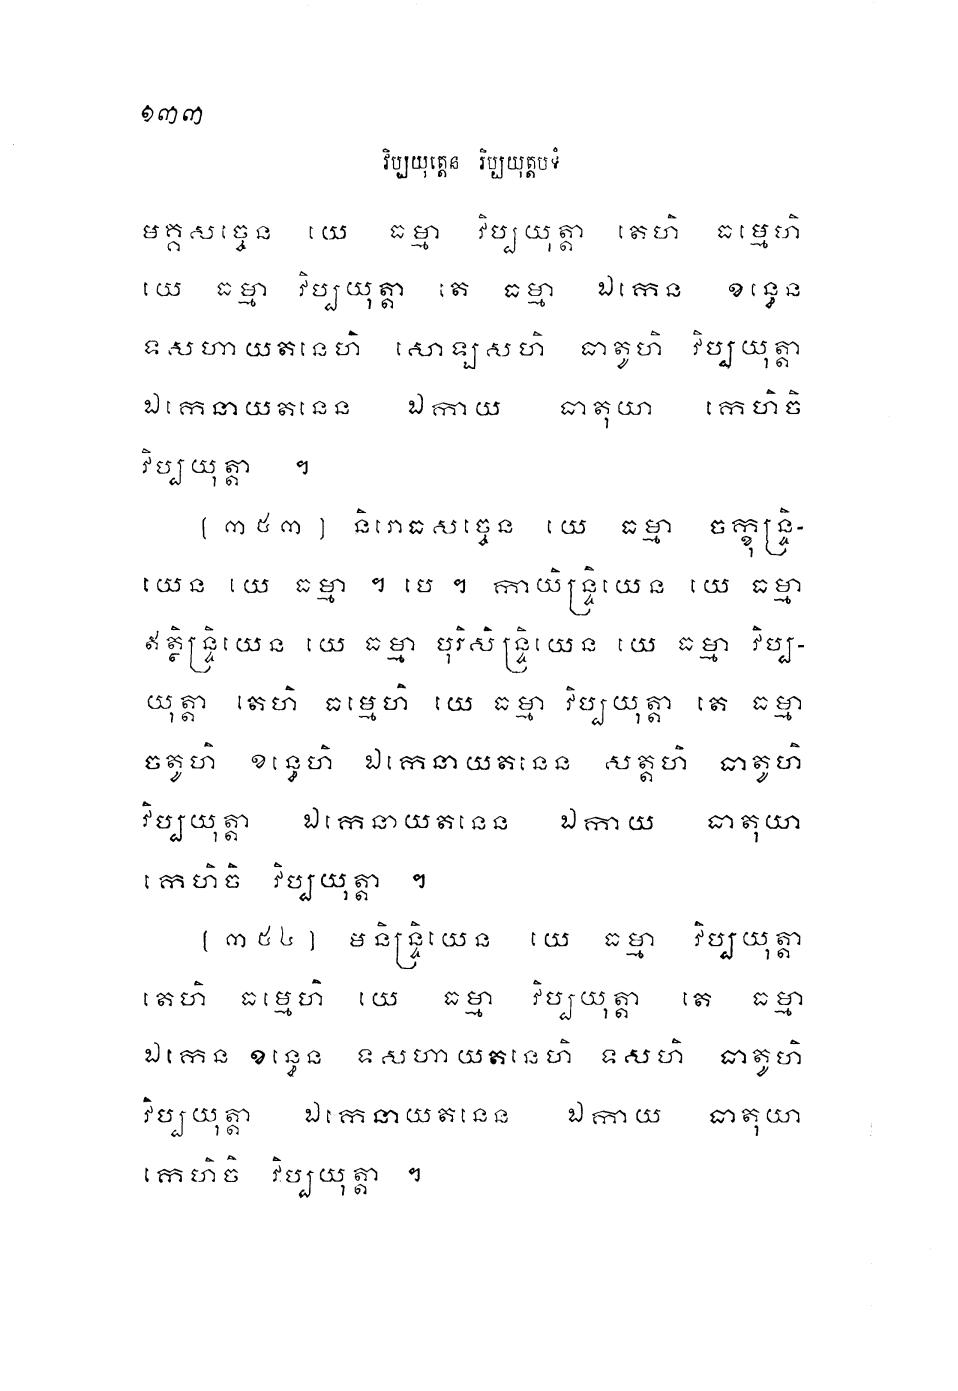 ១៣៣
វិប្បយុត្តេន វិប្បយុត្តបទំ
មគ្គសច្ចេន យេ ធម្មា វិប្បយុត្តា តេហិ ធម្មេហិ
យេ ធម្មា វិប្បយុត្តា តេ ធម្មា ឯកេន ខន្ធេន
ទសហាយតនេហិ សោឡសហិ ធាតូហិ វិប្បយុត្តា
ឯកេនាយតនេន ឯកាយ ធាតុយា កេហិចិ
វិប្បយុត្តា ។
(៣៥៣) និរោធសច្ចេន យេ ធម្មា ចក្ខុន្ទ្រិ-
យេន យេ ធម្មា ។ បេ ។ កាយិន្ទ្រិយេន យេ ធម្មា
ឥត្ថិន្ទ្រិយេន យេ ធម្មា បុរិសិន្ទ្រិយេន យេ ធម្មា វិប្ប-
យុត្តា តេហិ ធម្មេហិ យេ ធម្មា វិប្បយុត្តា តេ ធម្មា
ចតូហិ ខន្ធេហិ ឯកេនាយតនេន សត្តហិ ធាតូហិ
វិប្បយុត្តា ឯកេនាយតនេន ឯកាយ ធាតុយា
កេហិចិ វិប្បយុត្តា ។
(៣៥៤) មនិន្ទ្រិយេន យេ ធម្មា វិប្បយុត្តា
តេហិ ធម្មេហិ យេ ធម្មា វិប្បយុត្តា តេ ធម្មា
ឯកេន ខន្ធេន ទសហាយតនេហិ ទសហិ ធាតូហិ
វិប្បយុត្តា ឯកេនាយតនេន ឯកាយ ធាតុយា
កេហិចិ វិប្បយុត្តា ។